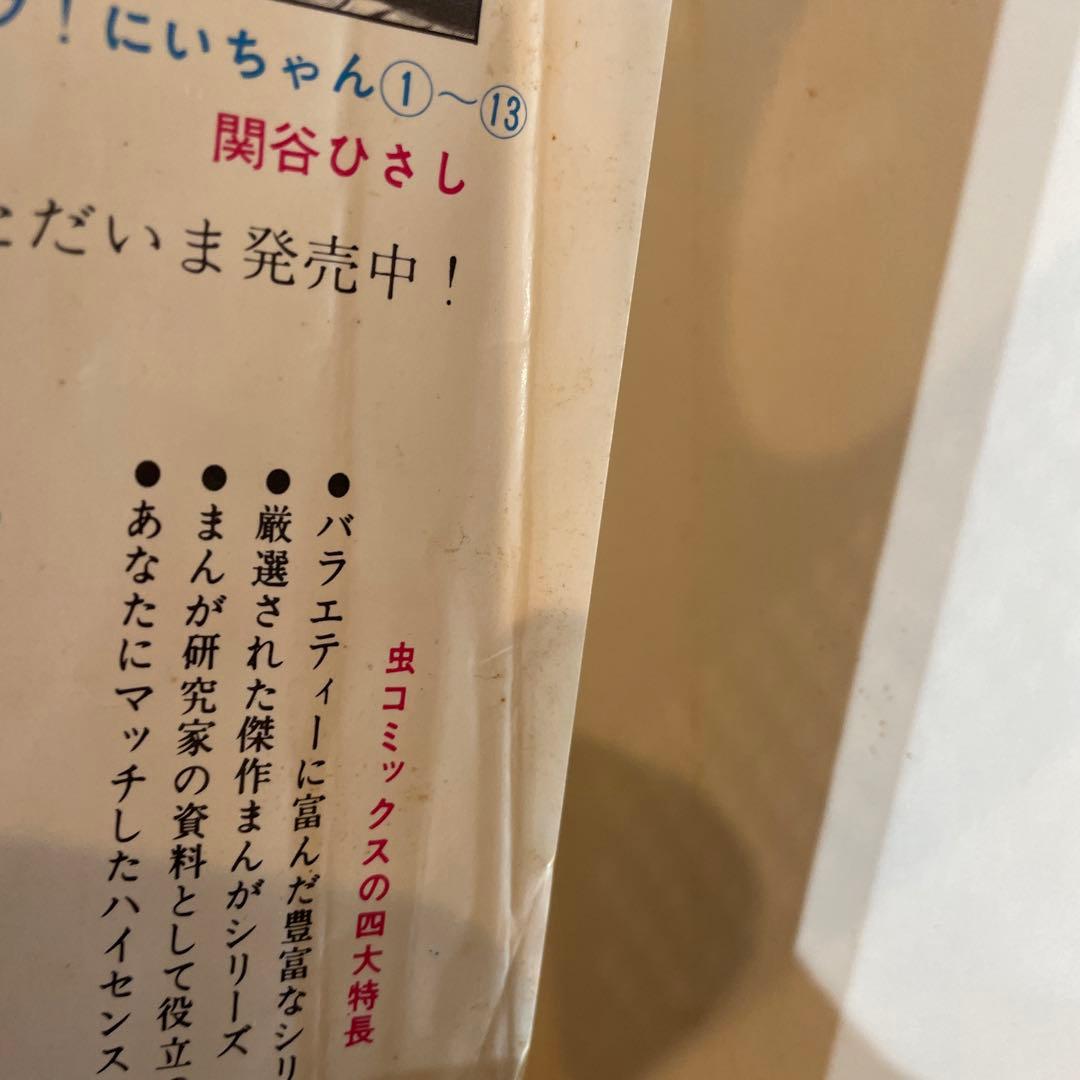 ！にいちゃん①〜⑬
関谷ひさし
ただいま発売中！
虫コミックスの四大特長
●バラエティーに富んだ豊富なシリ
●厳選された傑作まんがシリーズ
●まんが研究家の資料として役立
●あなたにマッチしたハイセンス